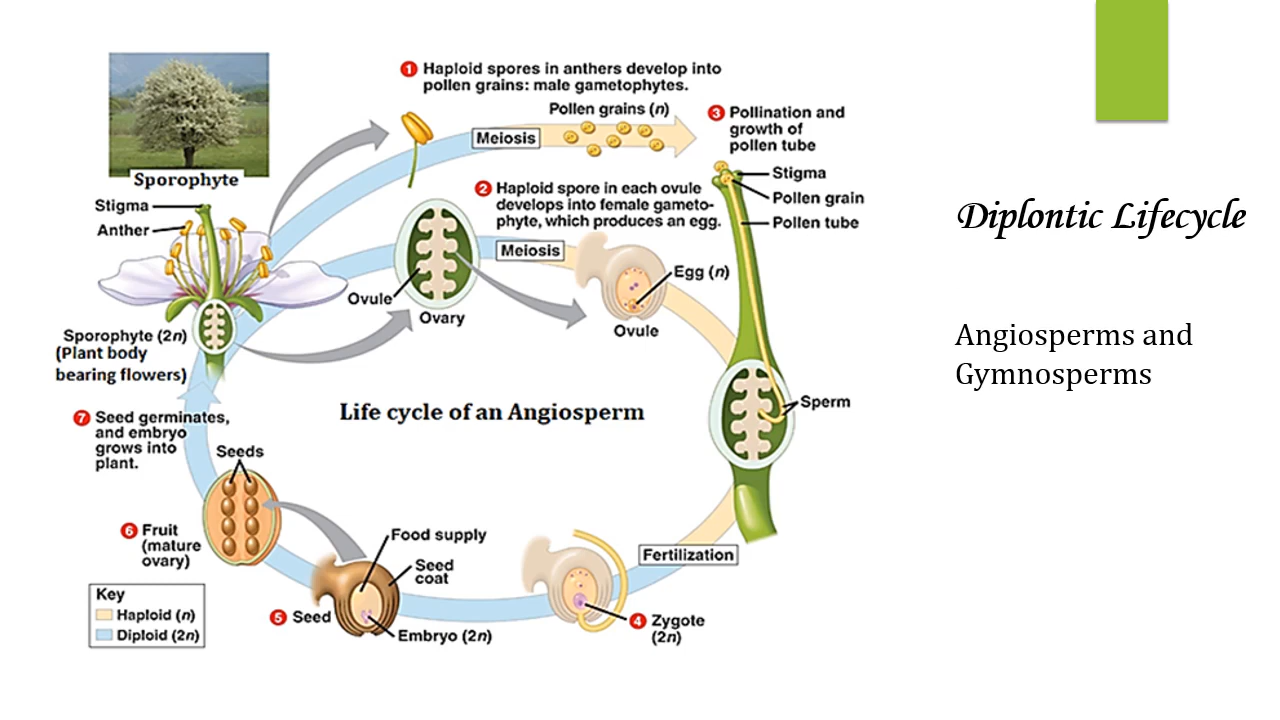 1 Haploid spores in anthers develop into
pollen grains: male gametophytes.
Pollen grains (n)
Meiosis
3 Pollination and
growth of
pollen tube
Stigma
Pollen grain
Pollen tube
Sporophyte
Stigma
Anther
2 Haploid spore in each ovule
develops into female gameto-
phyte, which produces an egg.
Meiosis
Egg (n)
Ovule
Ovule
Ovary
Sporophyte (2n)
(Plant body
bearing flowers)
Sperm
Life cycle of an Angiosperm
7 Seed germinates,
and embryo
grows into
plant.
Seeds
6 Fruit
(mature
ovary)
Food supply
Seed
coat
5 Seed
Embryo (2n)
Fertilization
4 Zygote
(2n)
Key
Haploid (n)
Diploid (2n)
Diplontic Lifecycle
Angiosperms and
Gymnosperms